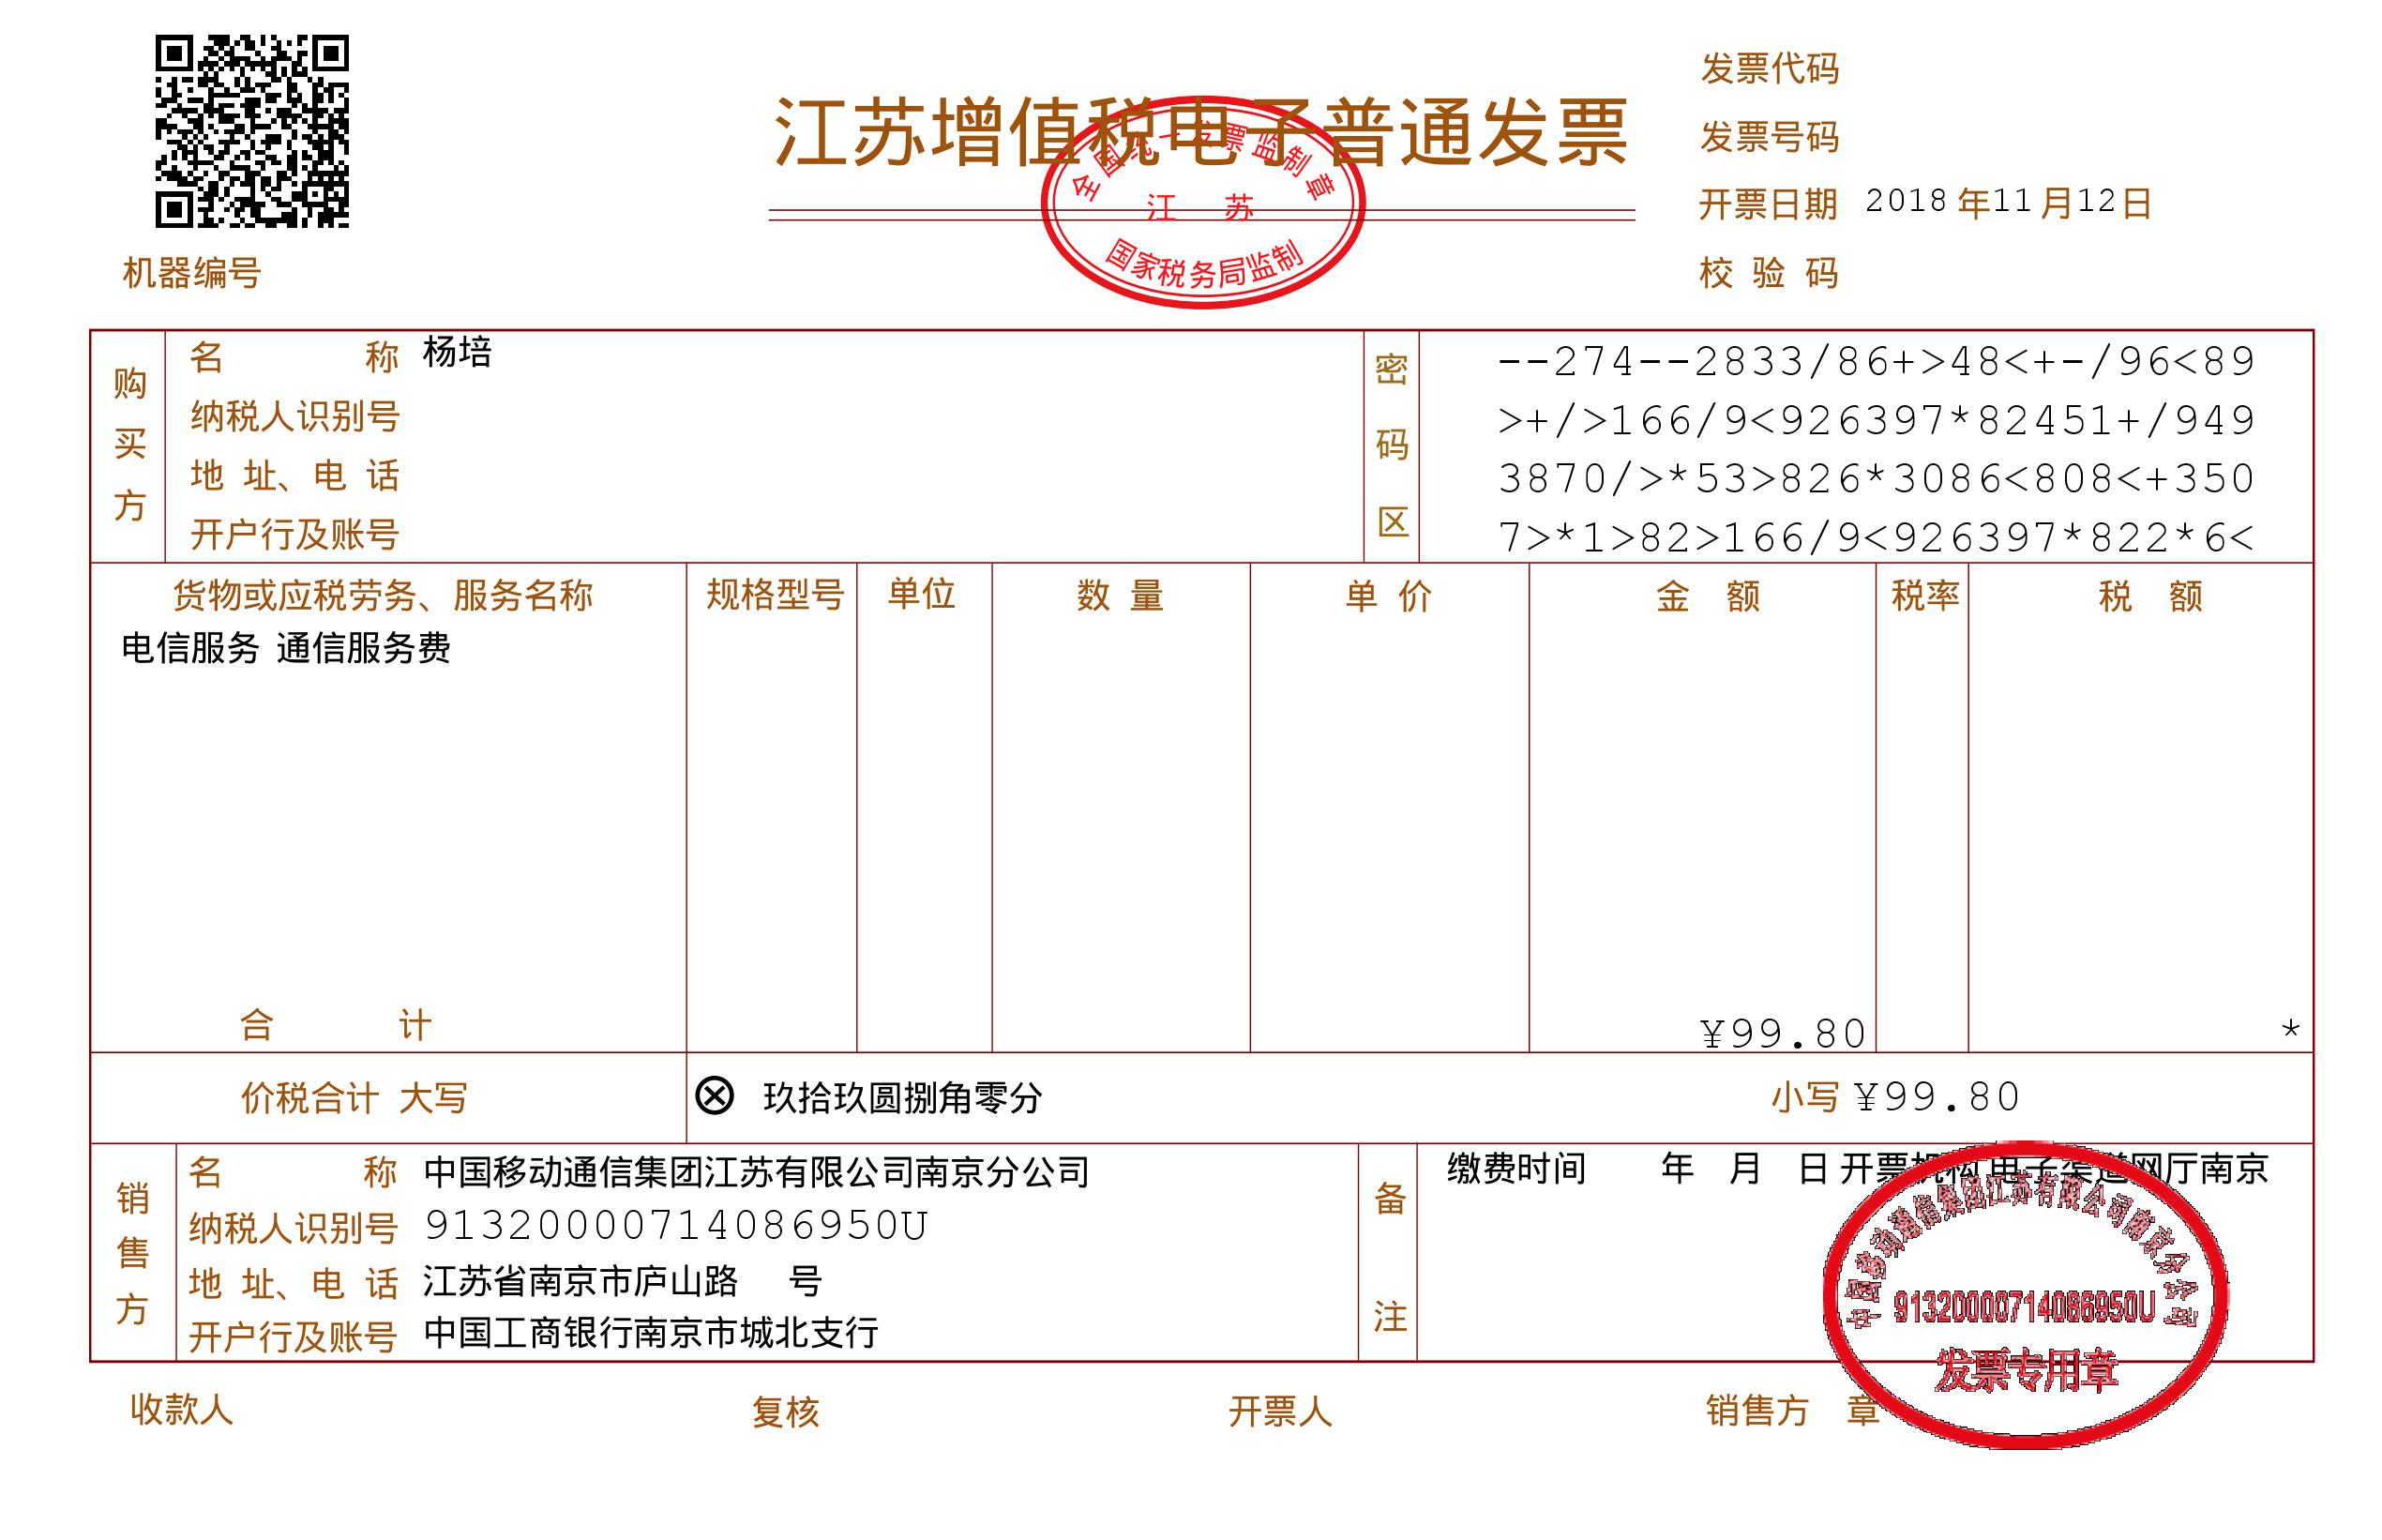 江苏增值税电子普通发票
全国统一发票监制章
江 苏
国家税务局监制
发票代码
发票号码
开票日期 2018 年11 月12日
校 验 码
机器编号
购买方
名 称 杨培
纳税人识别号
地 址、电 话
开户行及账号
密码区
--274--2833/86+>48<+-/96<89
>+/>166/9<926397*82451+/949
3870/>*53>826*3086<808<+350
7>*1>82>166/9<926397*822*6<
货物或应税劳务、服务名称 规格型号 单位 数 量 单 价 金 额 税率 税 额
电信服务 通信服务费
合 计 ¥99.80 *
价税合计 大写 ⊗ 玖拾玖圆捌角零分 小写 ¥99.80
销售方
名 称 中国移动通信集团江苏有限公司南京分公司
纳税人识别号 91320000714086950U
地 址、电 话 江苏省南京市庐山路 号
开户行及账号 中国工商银行南京市城北支行
备注
缴费时间 年 月 日 开票机构 电子渠道网厅南京
中国移动通信集团江苏有限公司南京分公司
91320000714086950U
发票专用章
收款人 复核 开票人 销售方 章